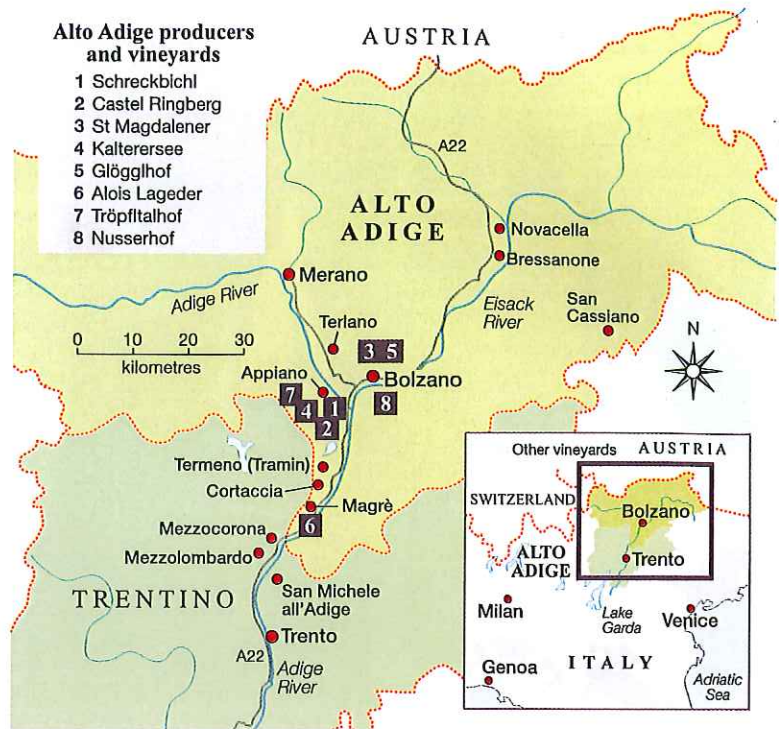 Alto Adige producers
and vineyards
1 Schreckbichl
2 Castel Ringberg
3 St Magdalener
4 Kalterersee
5 Glögglhof
6 Alois Lageder
7 Tröpfltalhof
8 Nusserhof
AUSTRIA
A22
ALTO
ADIGE
Novacella
Bressanone
Merano
Adige River
Eisack
River
San
Cassiano
Terlano
0 10 20 30
kilometres
N
3 5
Bolzano
Appiano
7
4
1
2
8
Termeno (Tramin)
Cortaccia
Magrè
6
Mezzocorona
Mezzolombardo
San Michele
all'Adige
TRENTINO
Trento
A22
Adige
River
Other vineyards
AUSTRIA
SWITZERLAND
Bolzano
ALTO
ADIGE
Trento
Milan
Lake
Garda
Venice
Genoa
ITALY
Adriatic
Sea